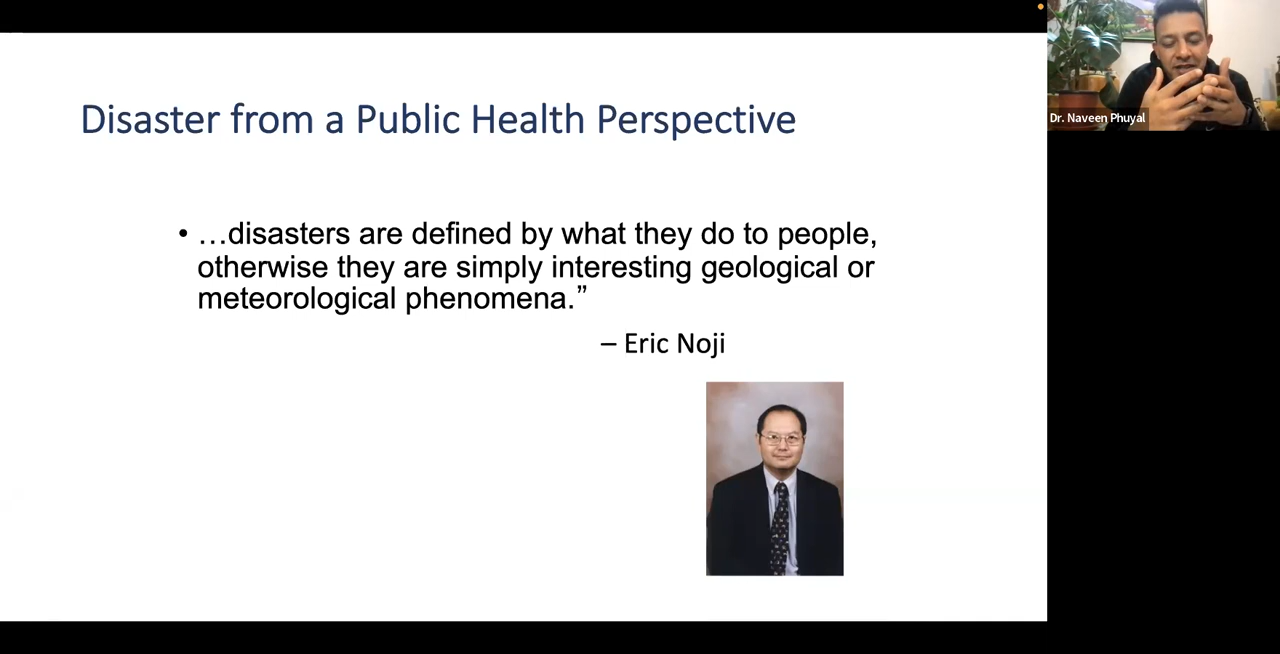 Disaster from a Public Health Perspective
• …disasters are defined by what they do to people,
otherwise they are simply interesting geological or
meteorological phenomena.”
– Eric Noji
Dr. Naveen Phuyal